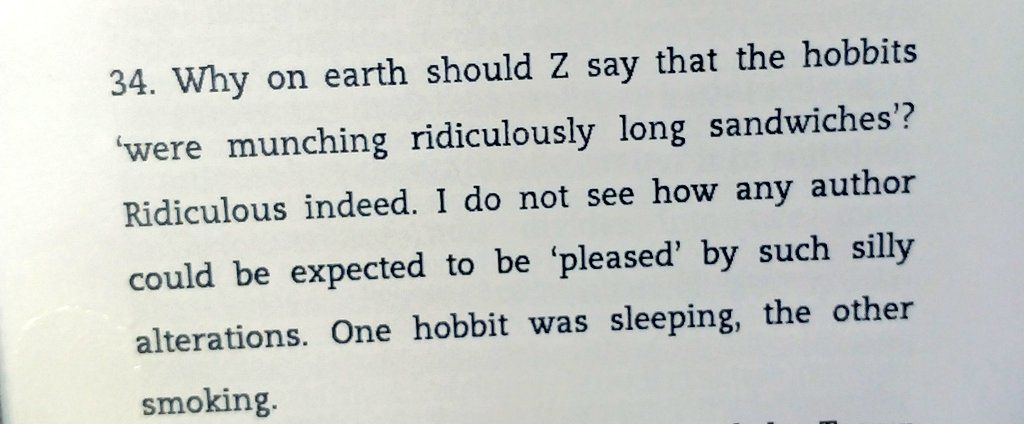 34. Why on earth should Z say that the hobbits
‘were munching ridiculously long sandwiches’?
Ridiculous indeed. I do not see how any author
could be expected to be ‘pleased’ by such silly
alterations. One hobbit was sleeping, the other
smoking.